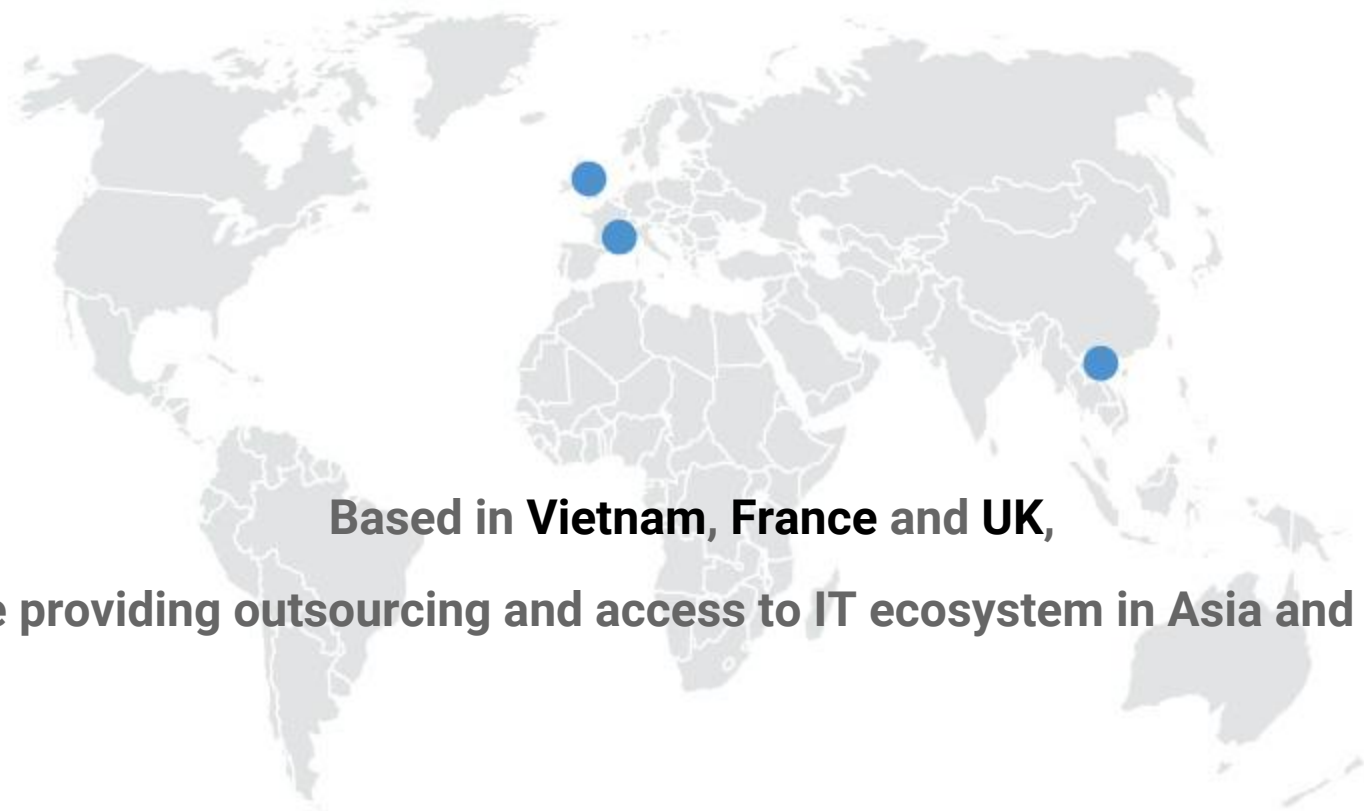 Based in Vietnam, France and UK,
providing outsourcing and access to IT ecosystem in Asia and